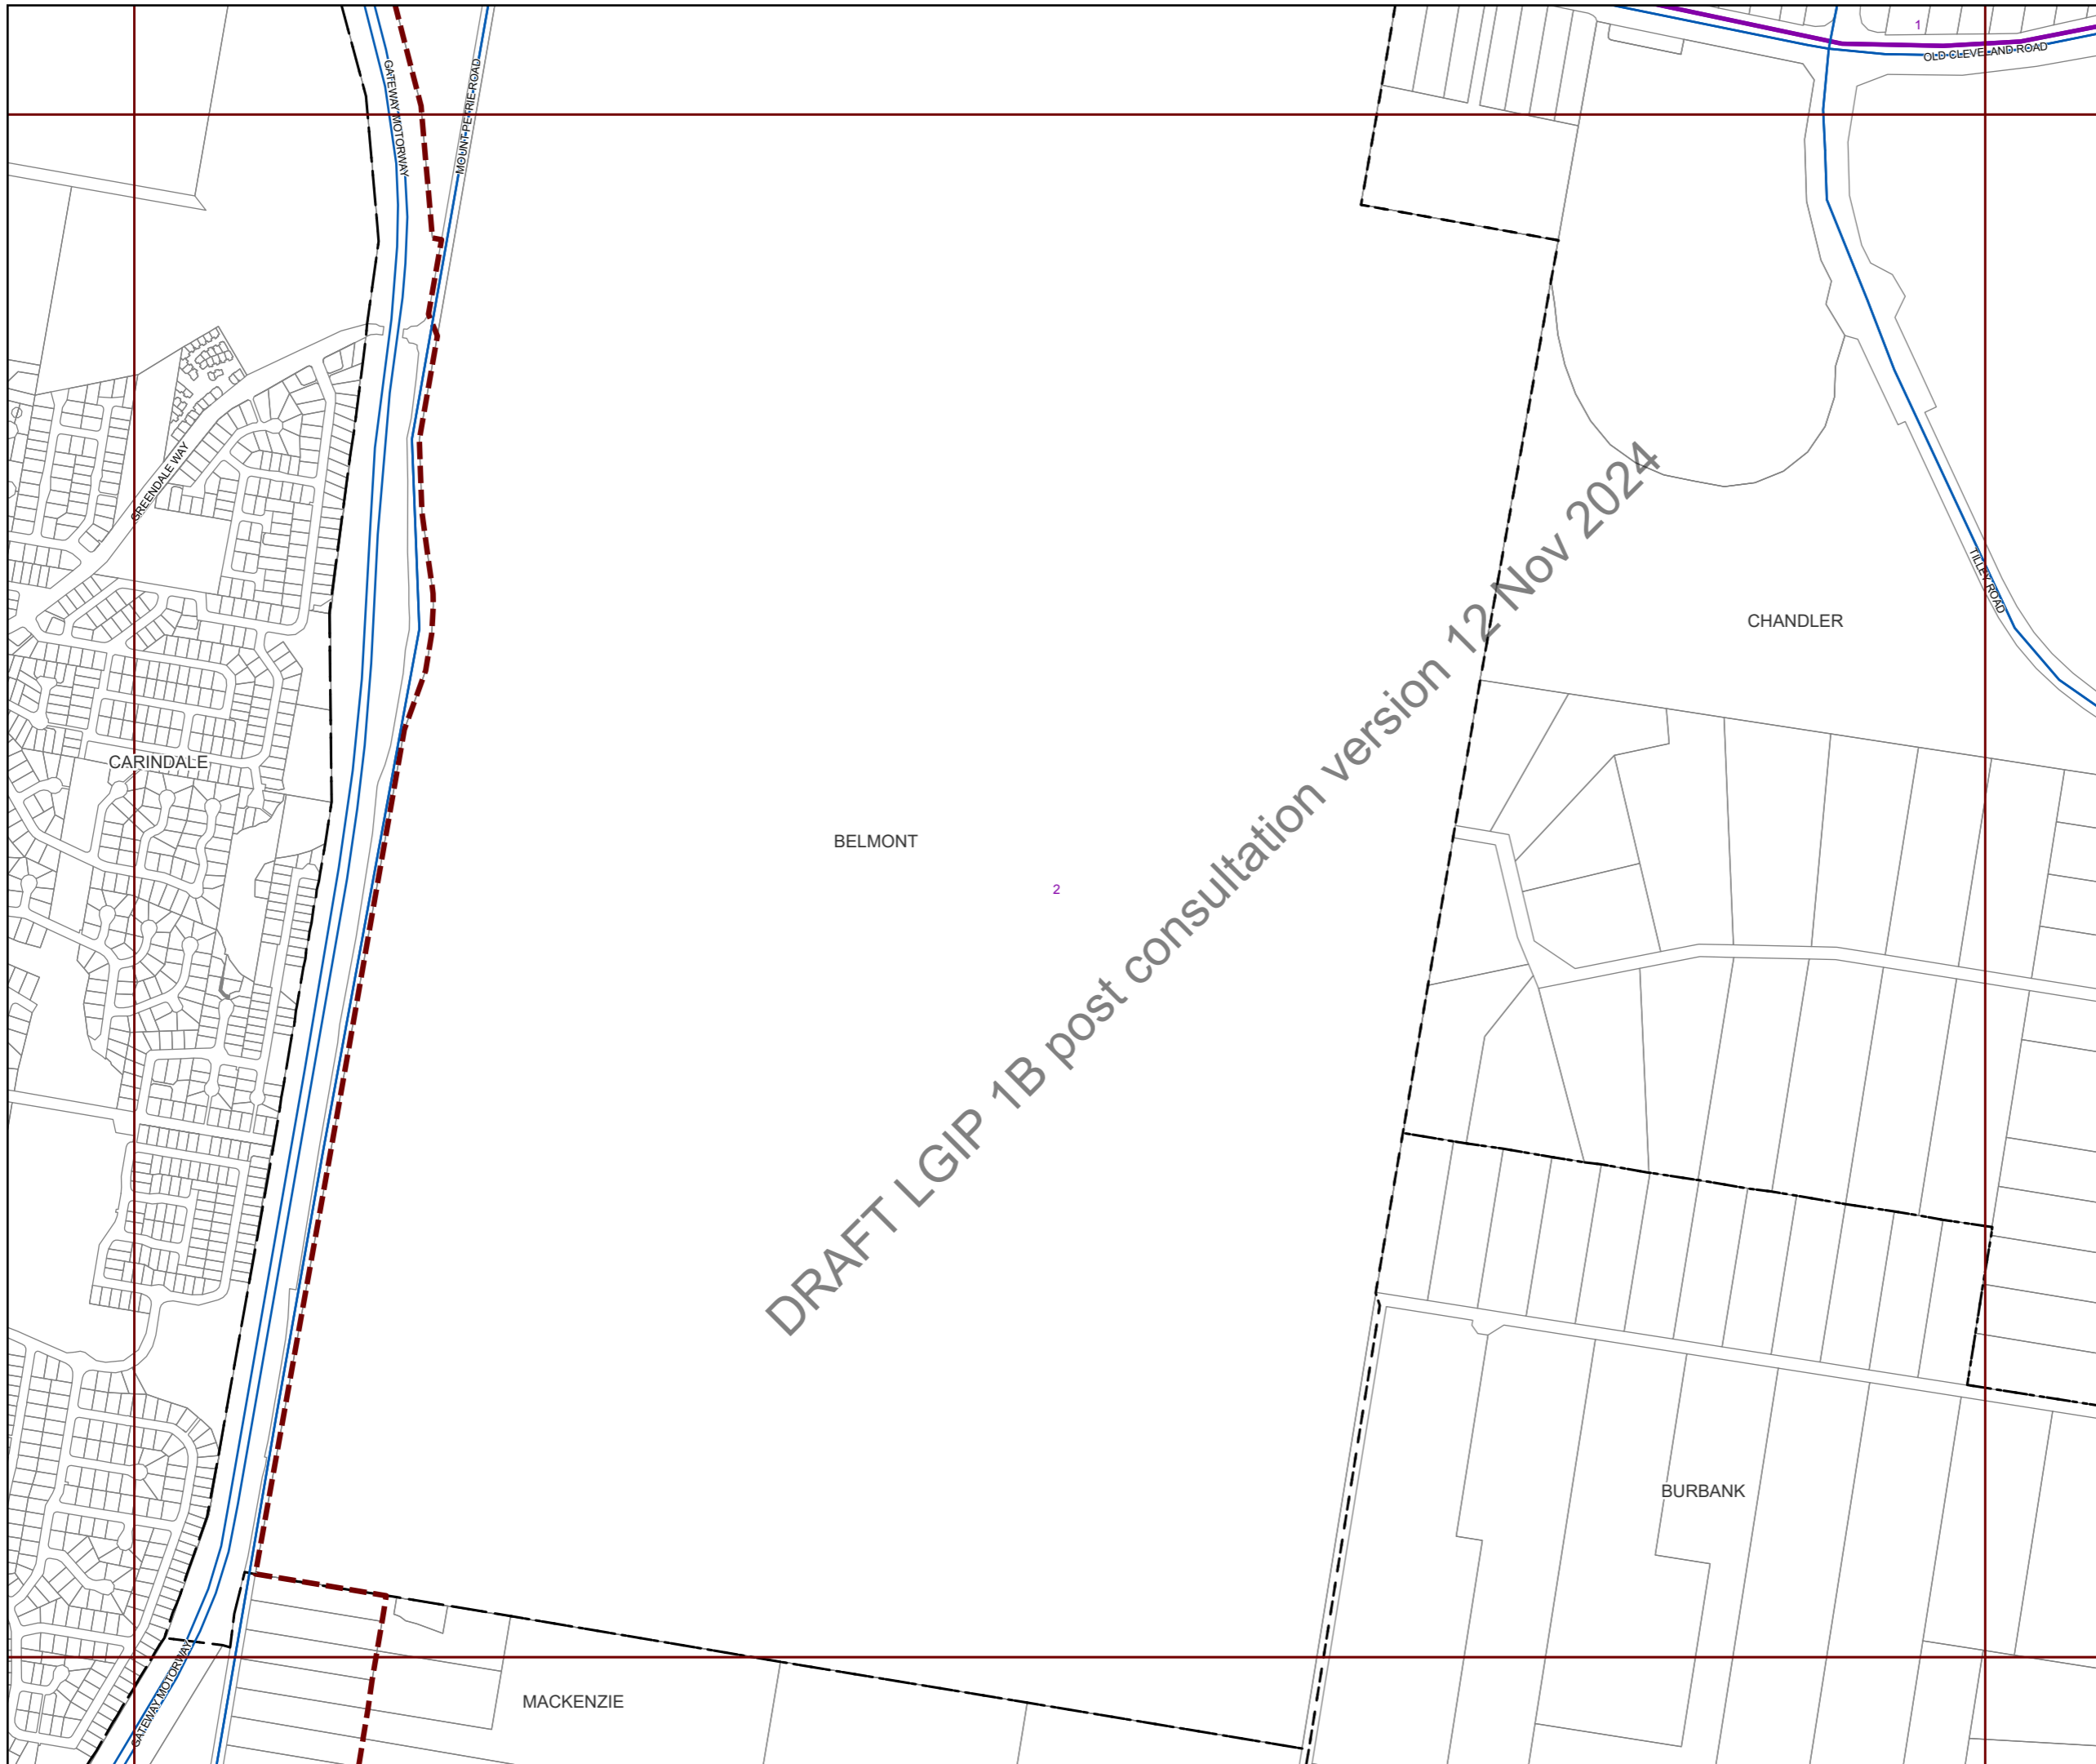 1
OLD CLEVELAND ROAD
GATEWAY MOTORWAY
MOUNT PETRIE ROAD
GREENDALE WAY
TILLEY ROAD
CHANDLER
CARINDALE
BELMONT
2
DRAFT LGIP 1B post consultation version 12 Nov 2024
BURBANK
GATEWAY MOTORWAY
MACKENZIE